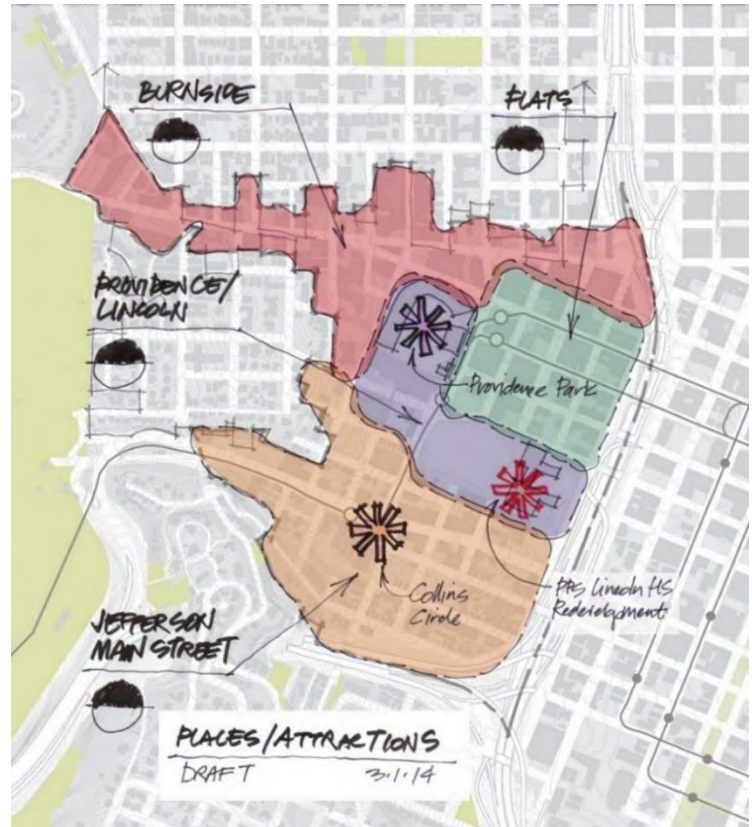 BURNSIDE
FLATS
PROVIDENCE/
LINCOLN
Providence Park
Collins
Circle
PPS Lincoln HS
Redevelopment
JEFFERSON
MAIN STREET
PLACES/ATTRACTIONS
DRAFT 3.1.14